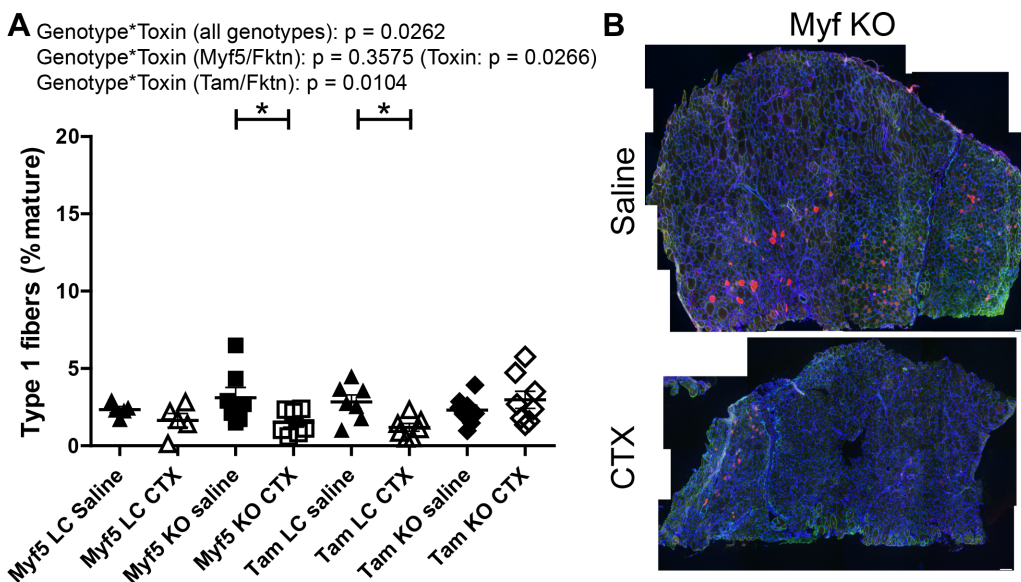 A
Genotype*Toxin (all genotypes): p = 0.0262
Genotype*Toxin (Myf5/Fktn): p = 0.3575 (Toxin: p = 0.0266)
Genotype*Toxin (Tam/Fktn): p = 0.0104
* *
20
15
10
5
0
Type 1 fibers (% mature)
Myf5 LC Saline
Myf5 LC CTX
Myf5 KO saline
Myf5 KO CTX
Tam LC saline
Tam LC CTX
Tam KO saline
Tam KO CTX
B
Myf KO
Saline
CTX